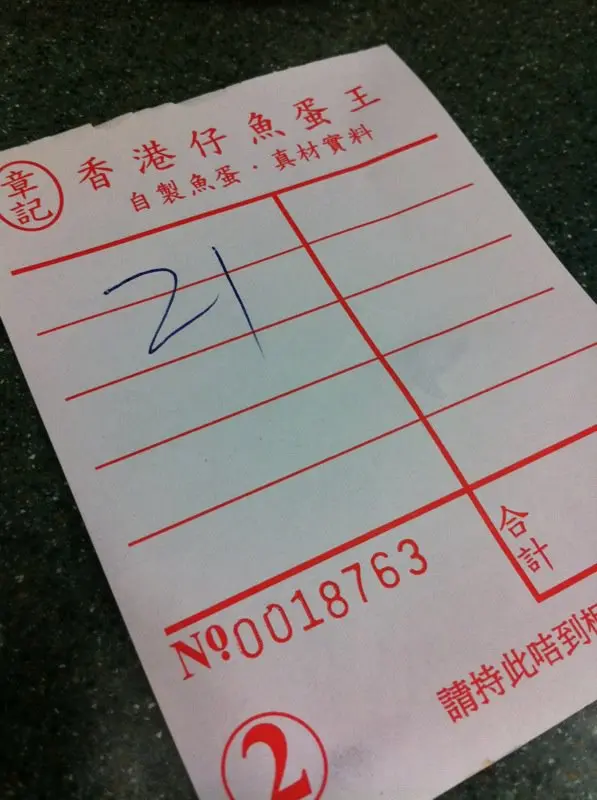 章記
香港仔魚蛋王
自製魚蛋·真材實料
21
合計
No. 0018763
請持此咭到
2